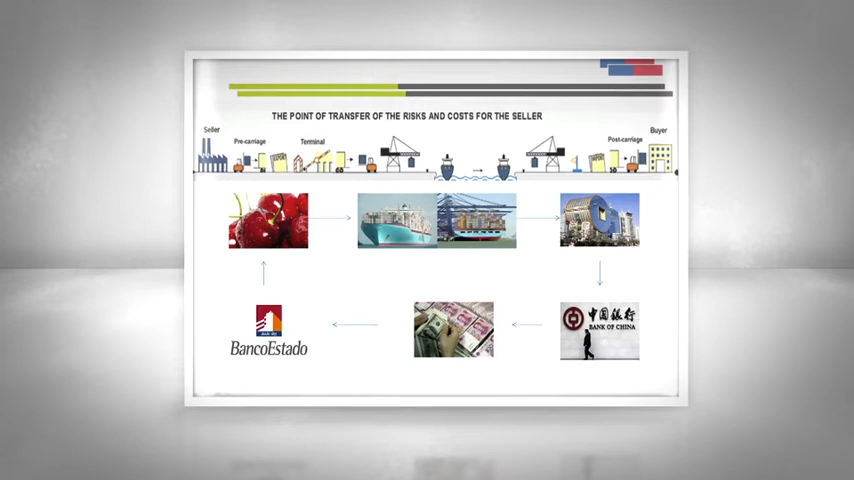 THE POINT OF TRANSFER OF THE RISKS AND COSTS FOR THE SELLER
Seller
Buyer
Pre-carriage
Terminal
Post-carriage
中国银行
BANK OF CHINA
BancoEstado